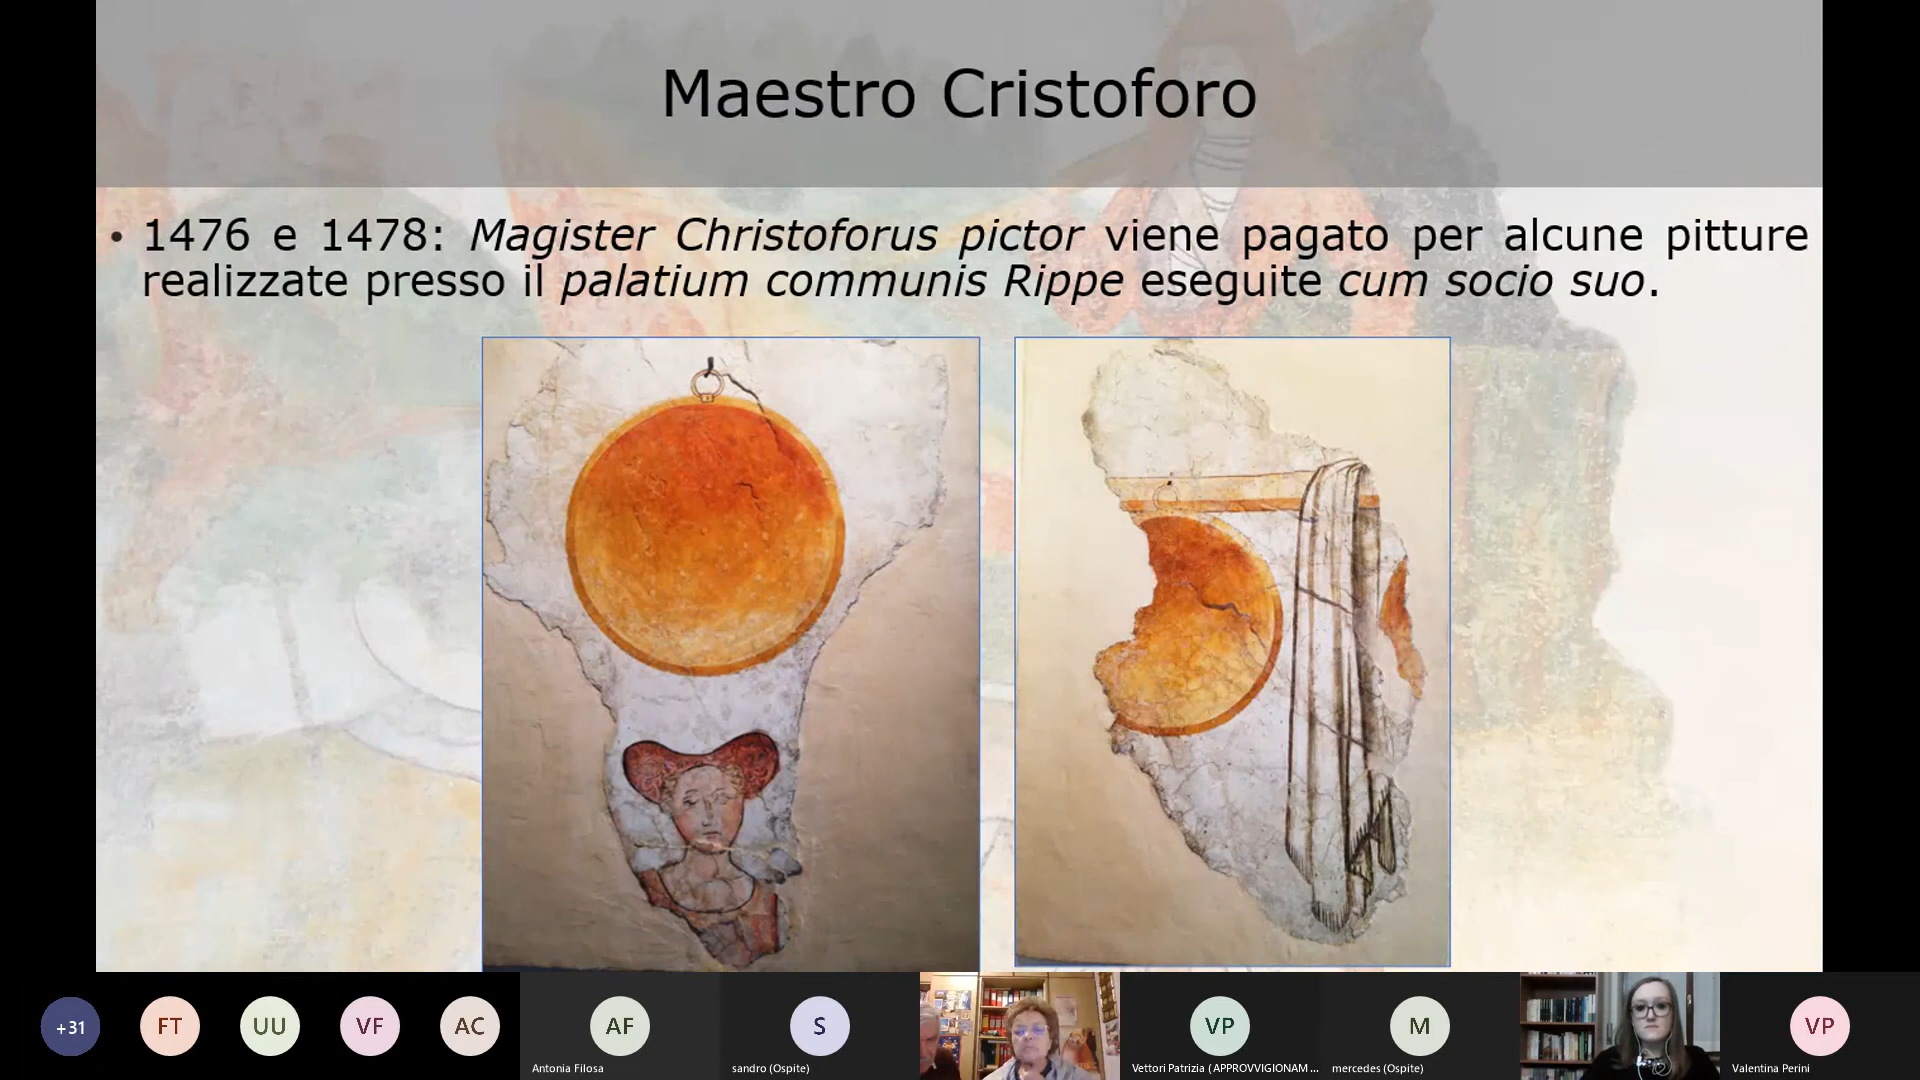 Maestro Cristoforo
• 1476 e 1478: Magister Christoforus pictor viene pagato per alcune pitture
realizzate presso il palatium communis Rippe eseguite cum socio suo.
+31
FT
UU
VF
AC
AF
Antonia Filosa
S
sandro (Ospite)
VP
Vettori Patrizia ( APPROVVIGIONAM ...
M
mercedes (Ospite)
VP
Valentina Perini